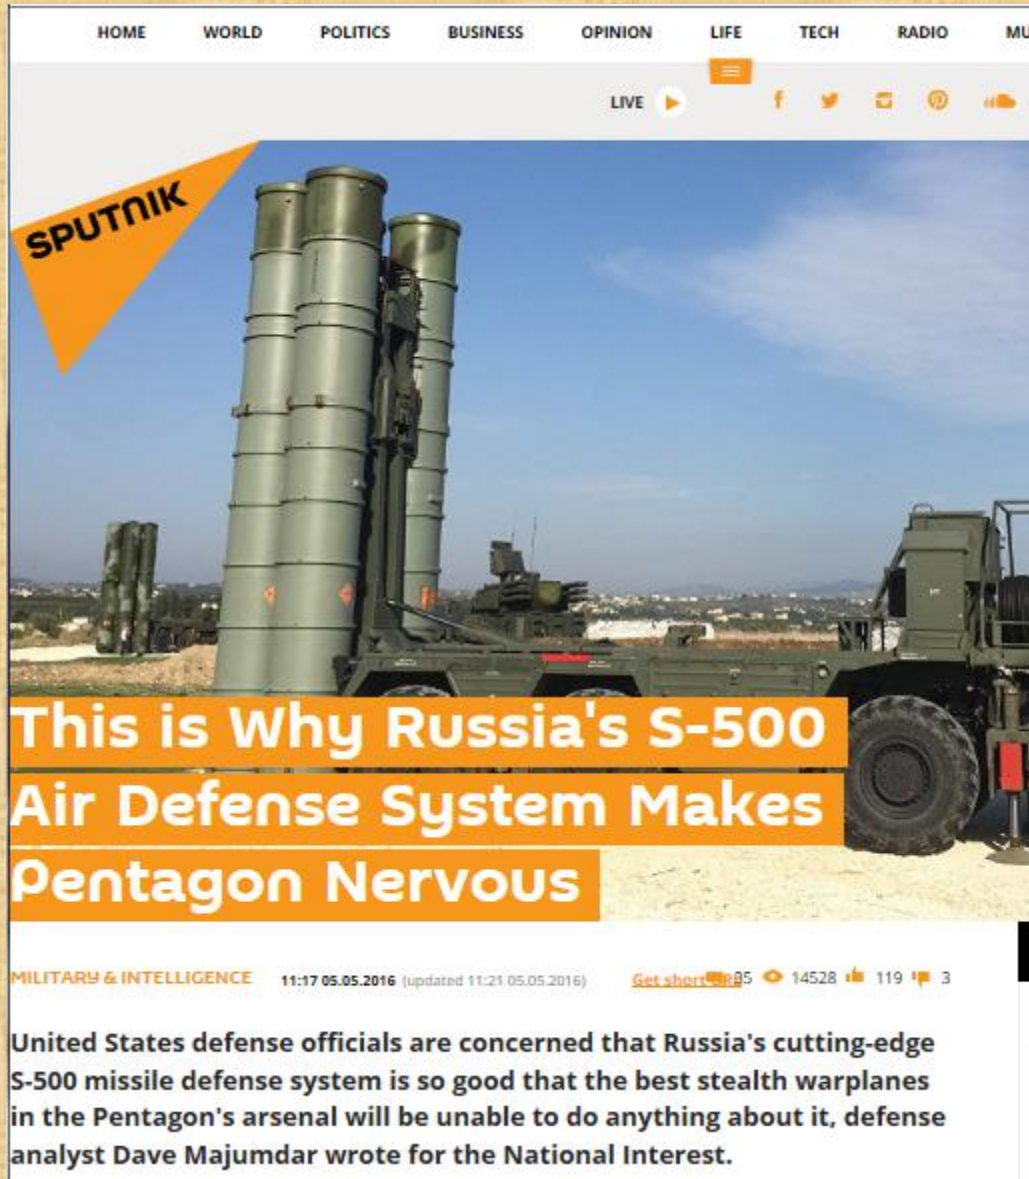 HOME WORLD POLITICS BUSINESS OPINION LIFE TECH RADIO MU
LIVE
SPUTNIK
This is Why Russia's S-500
Air Defense System Makes
Pentagon Nervous
MILITARY & INTELLIGENCE 11:17 05.05.2016 (updated 11:21 05.05.2016) Get short URL 14528 119 3
United States defense officials are concerned that Russia's cutting-edge
S-500 missile defense system is so good that the best stealth warplanes
in the Pentagon's arsenal will be unable to do anything about it, defense
analyst Dave Majumdar wrote for the National Interest.